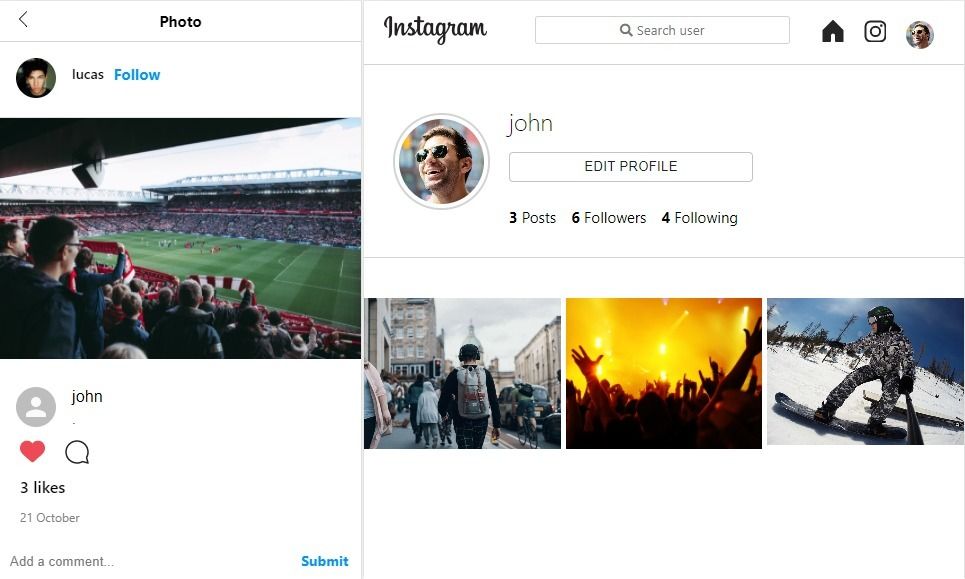 Photo
lucas Follow
john
.
3 likes
21 October
Add a comment... Submit
Instagram
Search user
john
EDIT PROFILE
3 Posts 6 Followers 4 Following